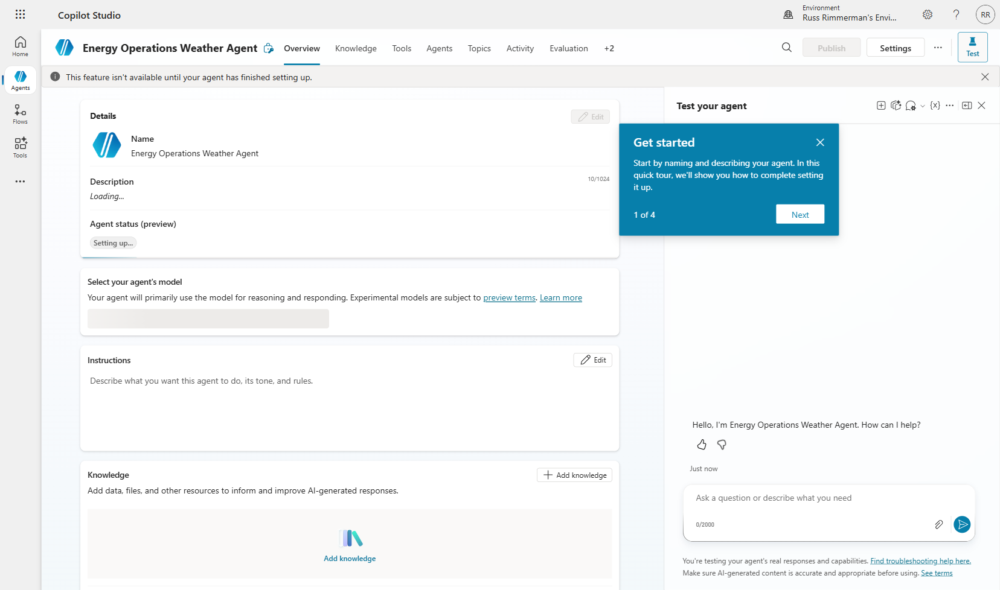 Copilot Studio
Environment
Russ Rimmerman's Envi...
RR
Home
Agents
Flows
Tools
Energy Operations Weather Agent
Overview
Knowledge
Tools
Agents
Topics
Activity
Evaluation
+2
Publish
Settings
Test
This feature isn't available until your agent has finished setting up.
Details
Edit
Name
Energy Operations Weather Agent
Description
10/1024
Loading...
Agent status (preview)
Setting up...
Select your agent's model
Your agent will primarily use the model for reasoning and responding. Experimental models are subject to preview terms. Learn more
Instructions
Edit
Describe what you want this agent to do, its tone, and rules.
Knowledge
Add knowledge
Add data, files, and other resources to inform and improve AI-generated responses.
Add knowledge
Test your agent
{x}
Get started
Start by naming and describing your agent. In this
quick tour, we'll show you how to complete setting
it up.
1 of 4
Next
Hello, I'm Energy Operations Weather Agent. How can I help?
Just now
Ask a question or describe what you need
0/2000
You're testing your agent's real responses and capabilities. Find troubleshooting help here.
Make sure AI-generated content is accurate and appropriate before using. See terms